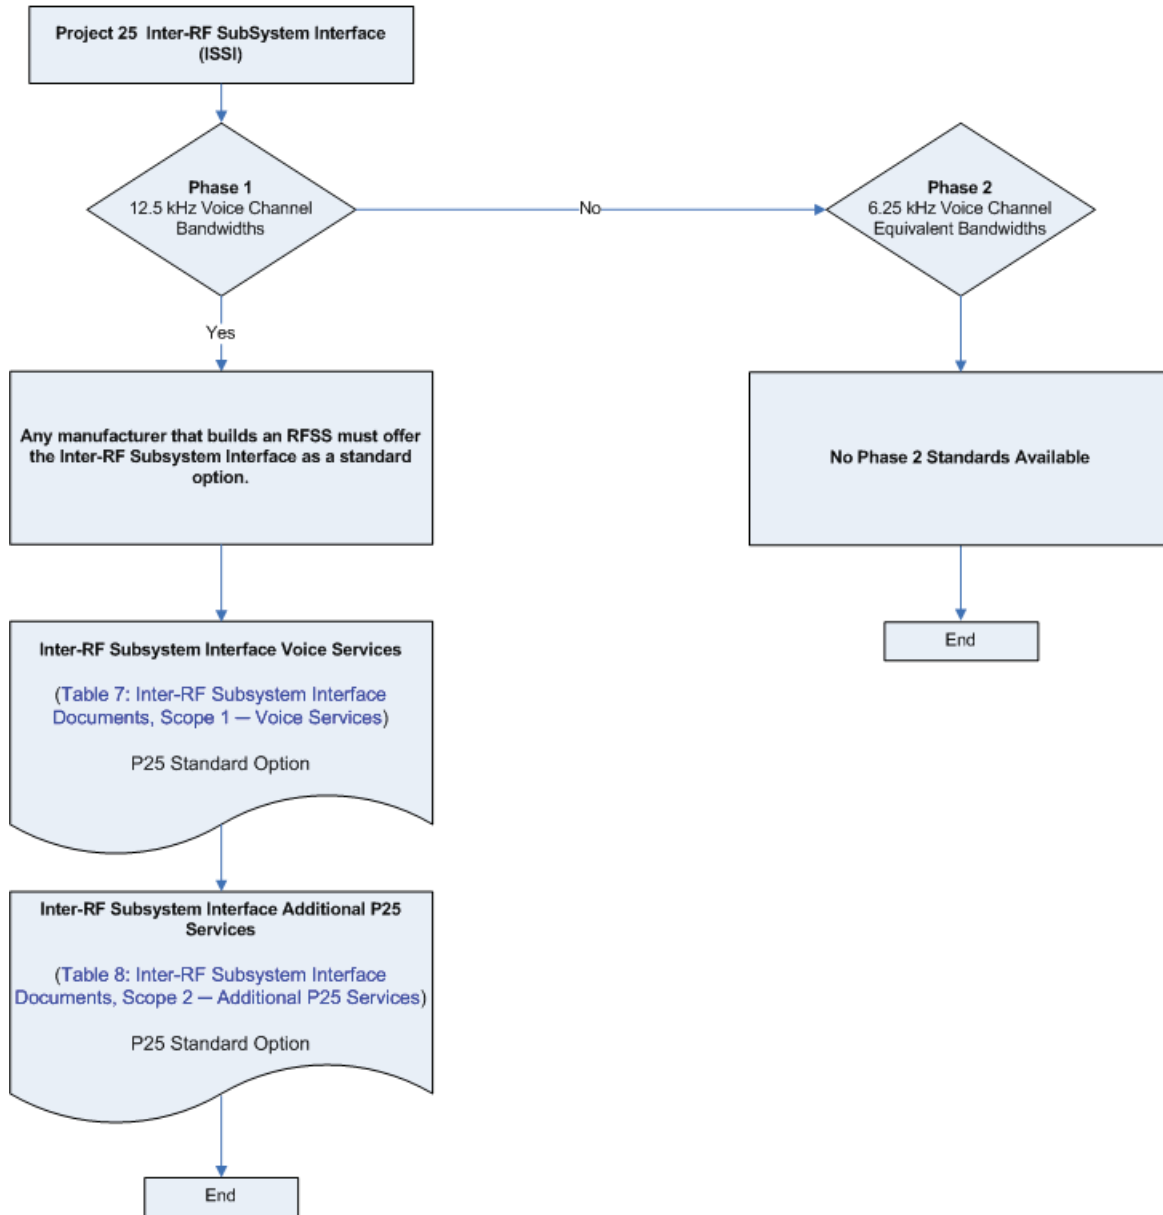 Project 25 Inter-RF SubSystem Interface
(ISSI)
Phase 1
12.5 kHz Voice Channel
Bandwidths
No
Phase 2
6.25 kHz Voice Channel
Equivalent Bandwidths
Yes
Any manufacturer that builds an RFSS must offer
the Inter-RF Subsystem Interface as a standard
option.
No Phase 2 Standards Available
Inter-RF Subsystem Interface Voice Services
(Table 7: Inter-RF Subsystem Interface
Documents, Scope 1 — Voice Services)
P25 Standard Option
End
Inter-RF Subsystem Interface Additional P25
Services
(Table 8: Inter-RF Subsystem Interface
Documents, Scope 2 — Additional P25 Services)
P25 Standard Option
End